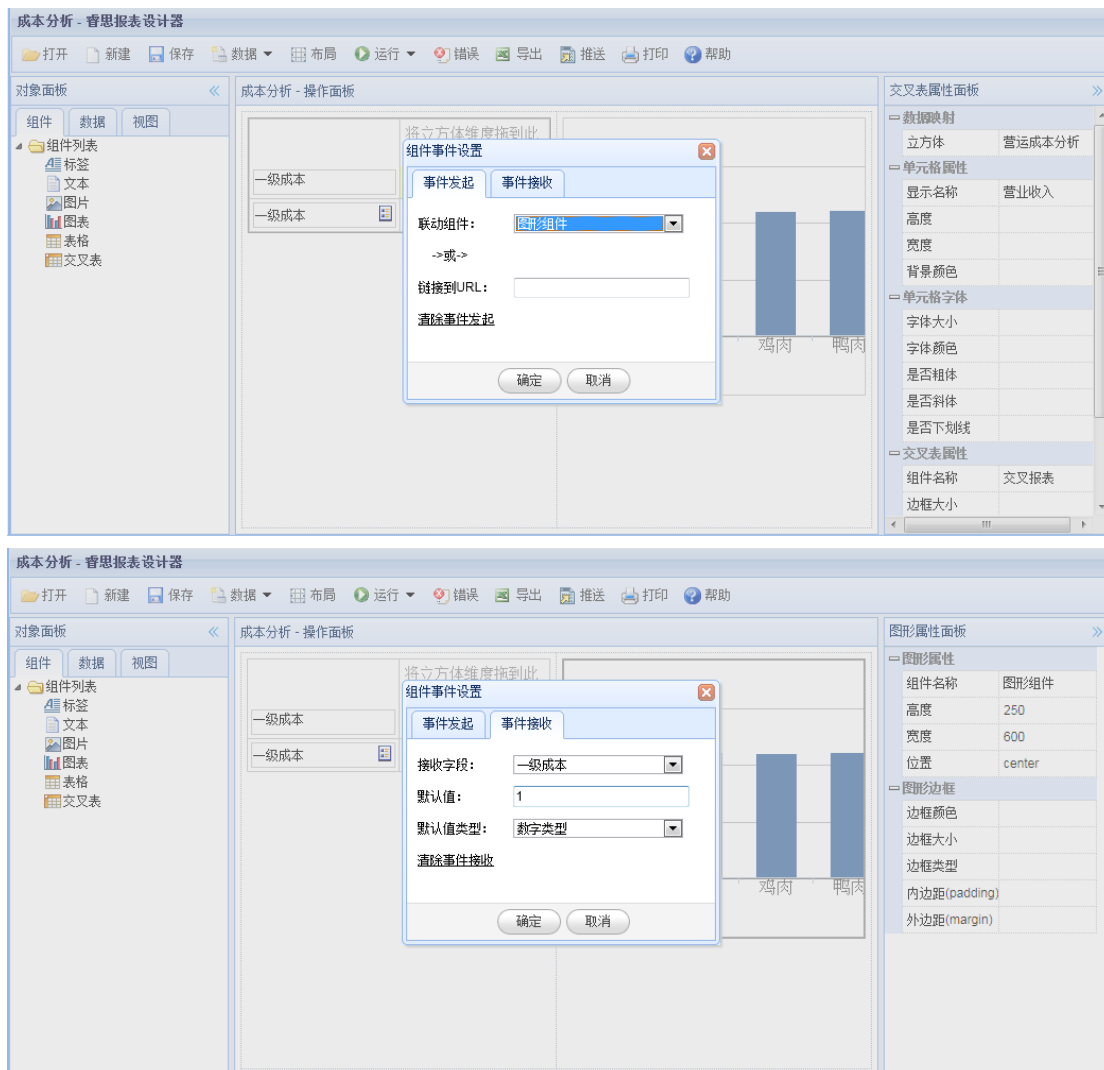 成本分析 - 睿思报表设计器
打开 新建 保存 数据 布局 运行 错误 导出 推送 打印 帮助
对象面板
组件 数据 视图
组件列表
标签
文本
图片
图表
表格
交叉表
成本分析 - 操作面板
将立方体维度拖到此
一级成本
一级成本
鸡肉 鸭肉
组件事件设置
事件发起 事件接收
联动组件: 图形组件
->或->
链接到URL:
清除事件发起
确定 取消
交叉表属性面板
数据映射
立方体 营运成本分析
单元格属性
显示名称 营业收入
高度
宽度
背景颜色
单元格字体
字体大小
字体颜色
是否粗体
是否斜体
是否下划线
交叉表属性
组件名称 交叉报表
边框大小
成本分析 - 睿思报表设计器
打开 新建 保存 数据 布局 运行 错误 导出 推送 打印 帮助
对象面板
组件 数据 视图
组件列表
标签
文本
图片
图表
表格
交叉表
成本分析 - 操作面板
将立方体维度拖到此
一级成本
一级成本
鸡肉 鸭肉
组件事件设置
事件发起 事件接收
接收字段: 一级成本
默认值: 1
默认值类型: 数字类型
清除事件接收
确定 取消
图形属性面板
图形属性
组件名称 图形组件
高度 250
宽度 600
位置 center
图形边框
边框颜色
边框大小
边框类型
内边距(padding)
外边距(margin)